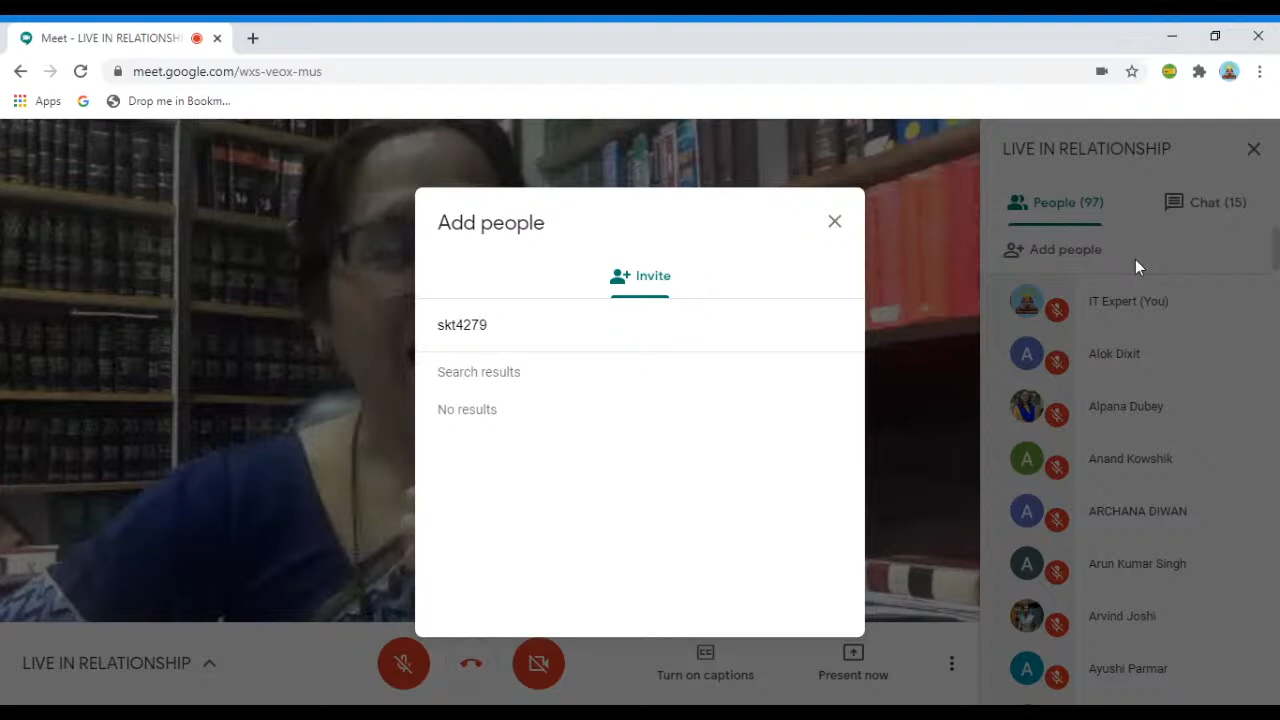 Meet - LIVE IN RELATIONSH
meet.google.com/wxs-veox-mus
Apps
Drop me in Bookm...
LIVE IN RELATIONSHIP
People (97)
Chat (15)
Add people
Add people
Invite
skt4279
Search results
No results
IT Expert (You)
A Alok Dixit
Alpana Dubey
A Anand Kowshik
A ARCHANA DIWAN
A Arun Kumar Singh
Arvind Joshi
A Ayushi Parmar
LIVE IN RELATIONSHIP
CC
Turn on captions
Present now